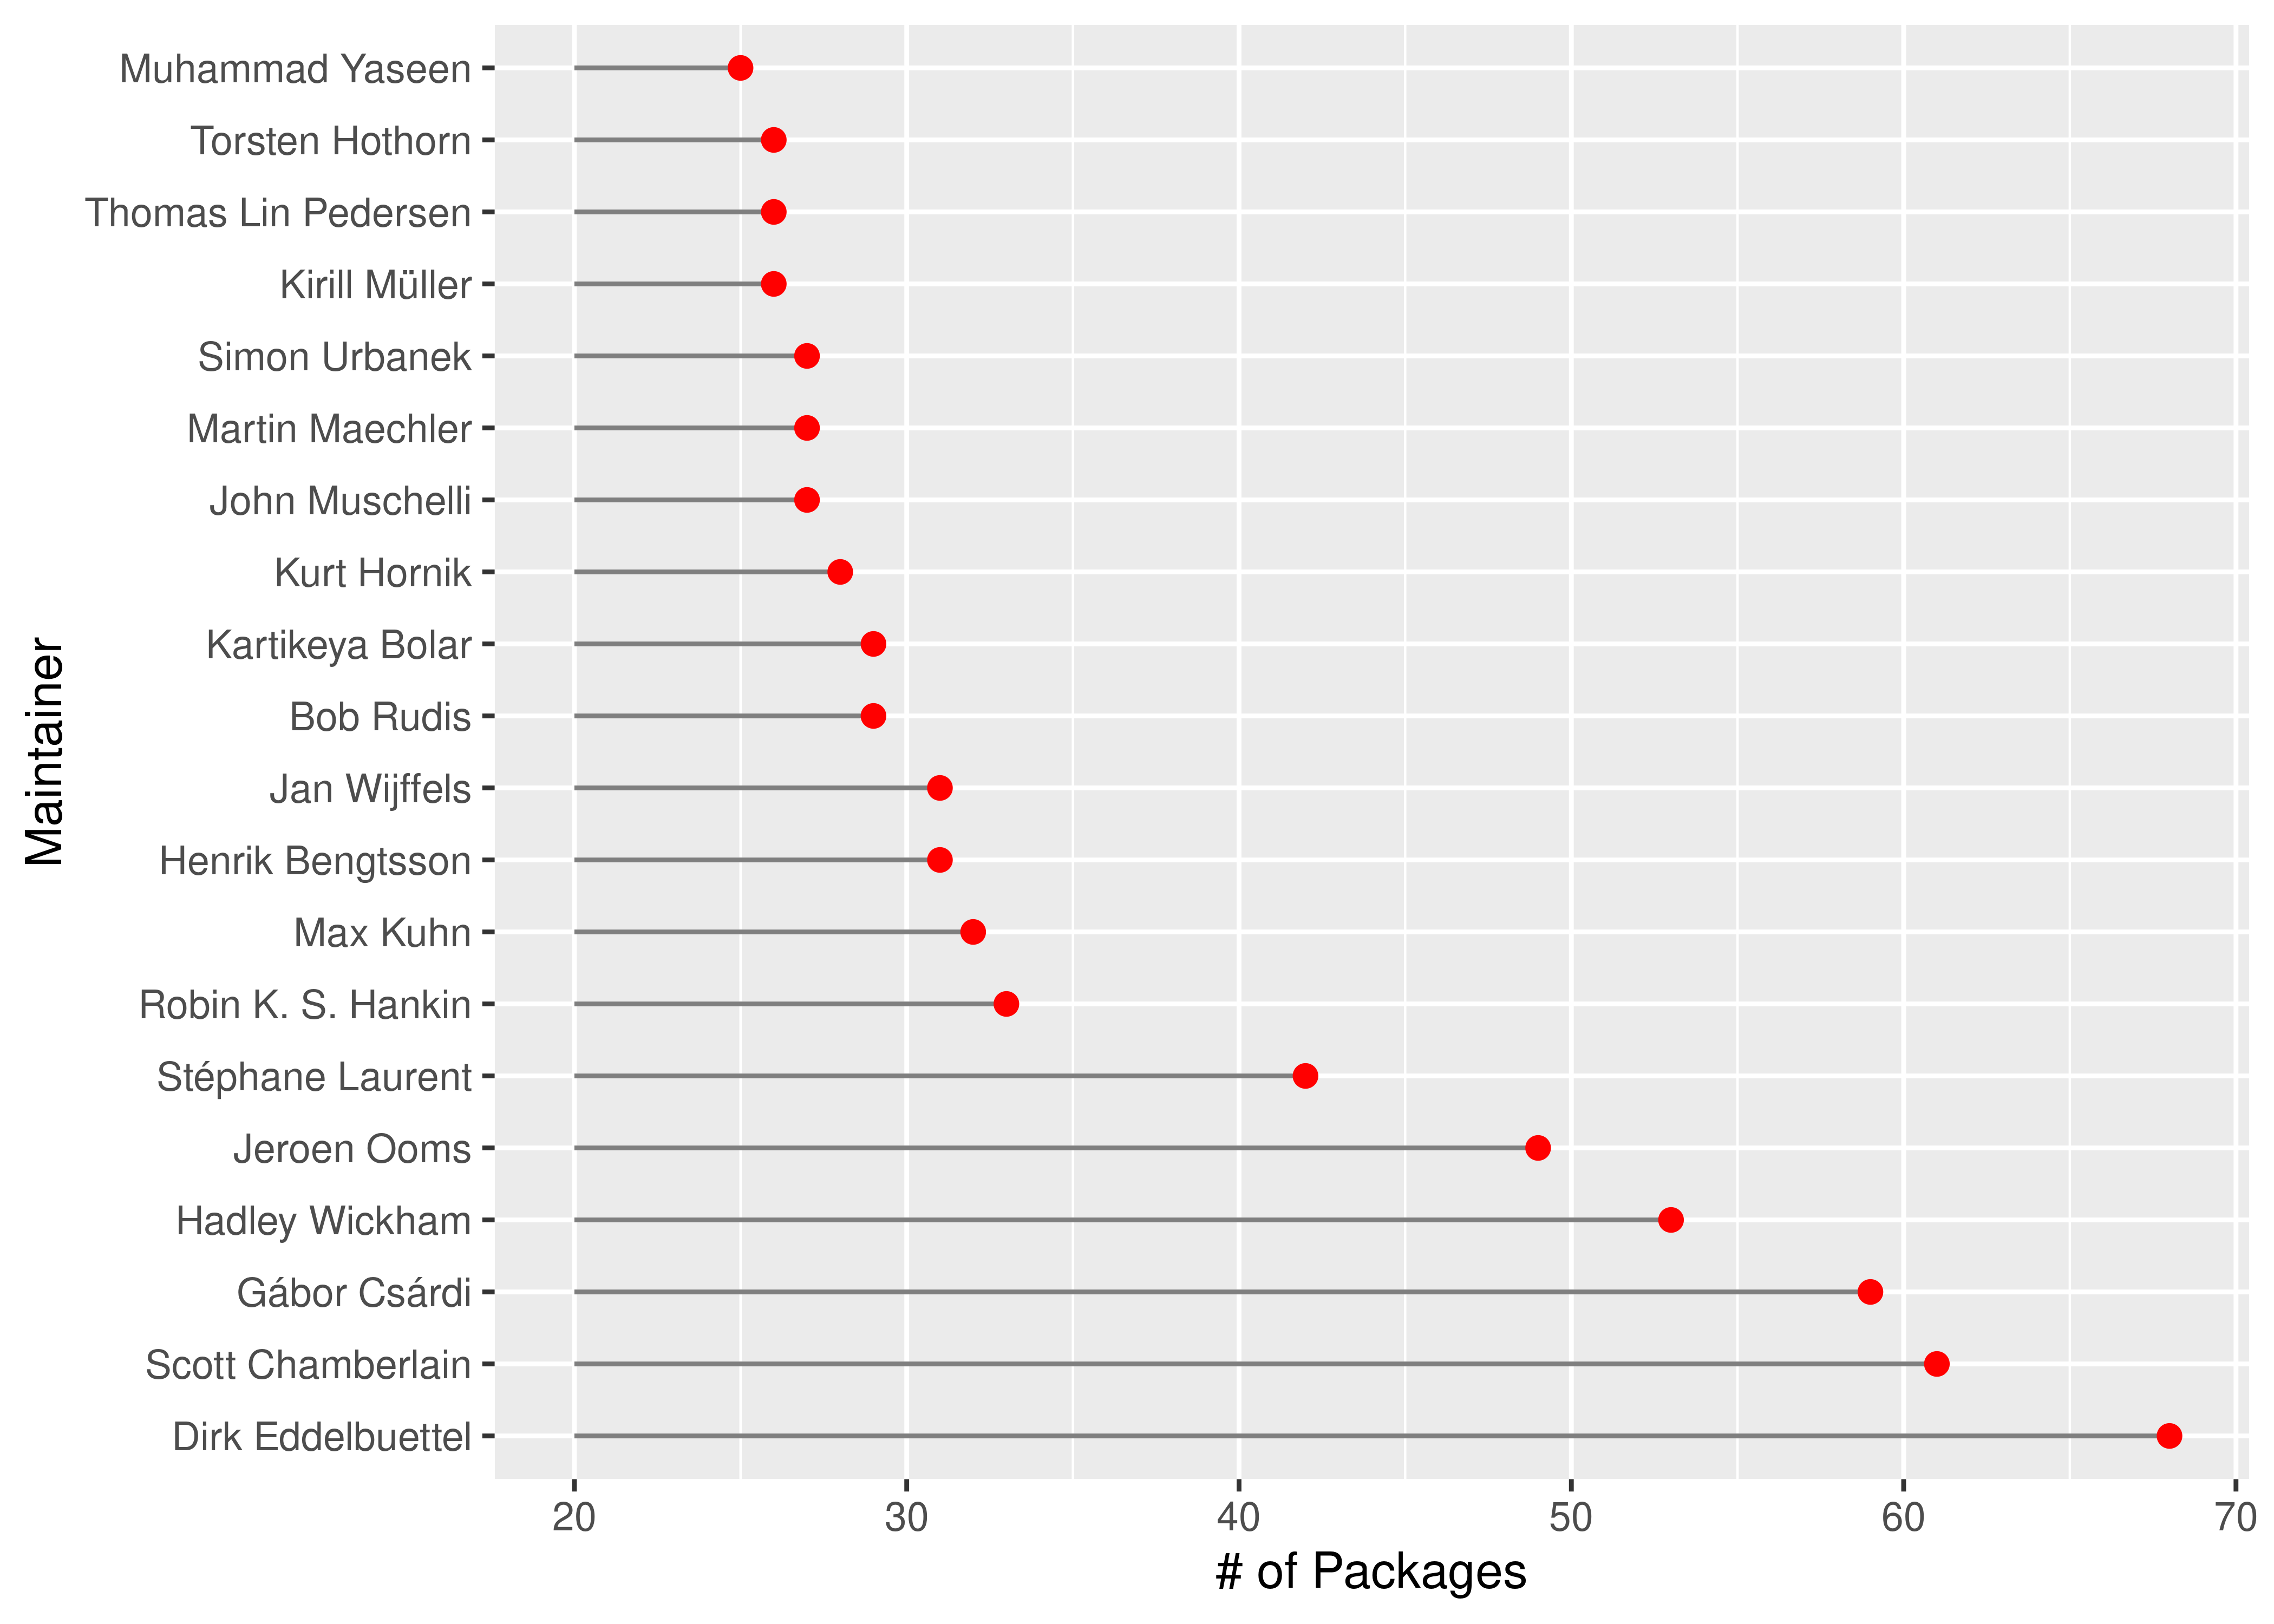 Muhammad Yaseen
Torsten Hothorn
Thomas Lin Pedersen
Kirill Müller
Simon Urbanek
Martin Maechler
John Muschelli
Kurt Hornik
Kartikeya Bolar
Bob Rudis
Jan Wijffels
Henrik Bengtsson
Max Kuhn
Robin K. S. Hankin
Stéphane Laurent
Jeroen Ooms
Hadley Wickham
Gábor Csárdi
Scott Chamberlain
Dirk Eddelbuettel
Maintainer
20 30 40 50 60 70
# of Packages